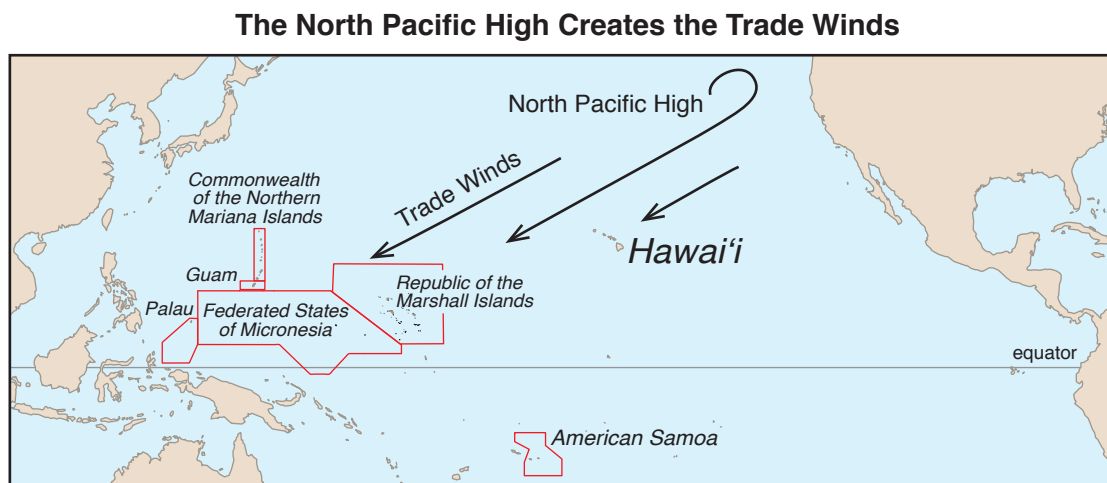 The North Pacific High Creates the Trade Winds
North Pacific High
Trade Winds
Commonwealth
of the Northern
Mariana Islands
Hawaiʻi
Guam
Republic of the
Marshall Islands
Palau
Federated States
of Micronesia
equator
American Samoa